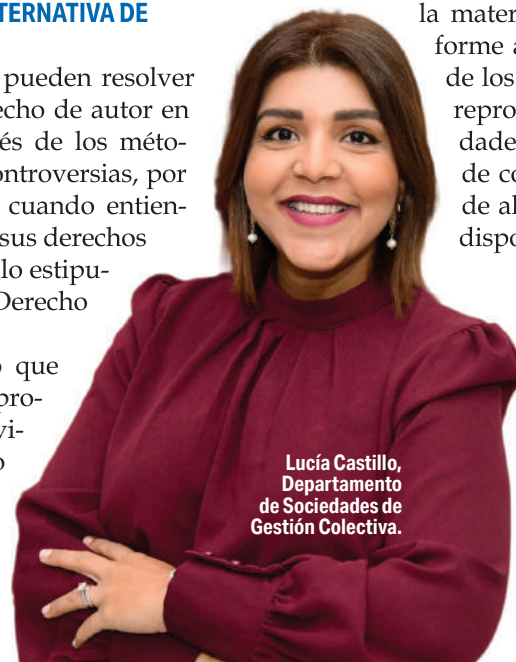 TERNATIVA DE
pueden resolver
echo de autor en
és de los méto-
ontroversias, por
cuando entien-
sus derechos
lo estipu-
Derecho
que
pro-
vi-
la mater
forme a
de los
repro
dade
de co
de al
dispo
Lucía Castillo,
Departamento
de Sociedades de
Gestión Colectiva.